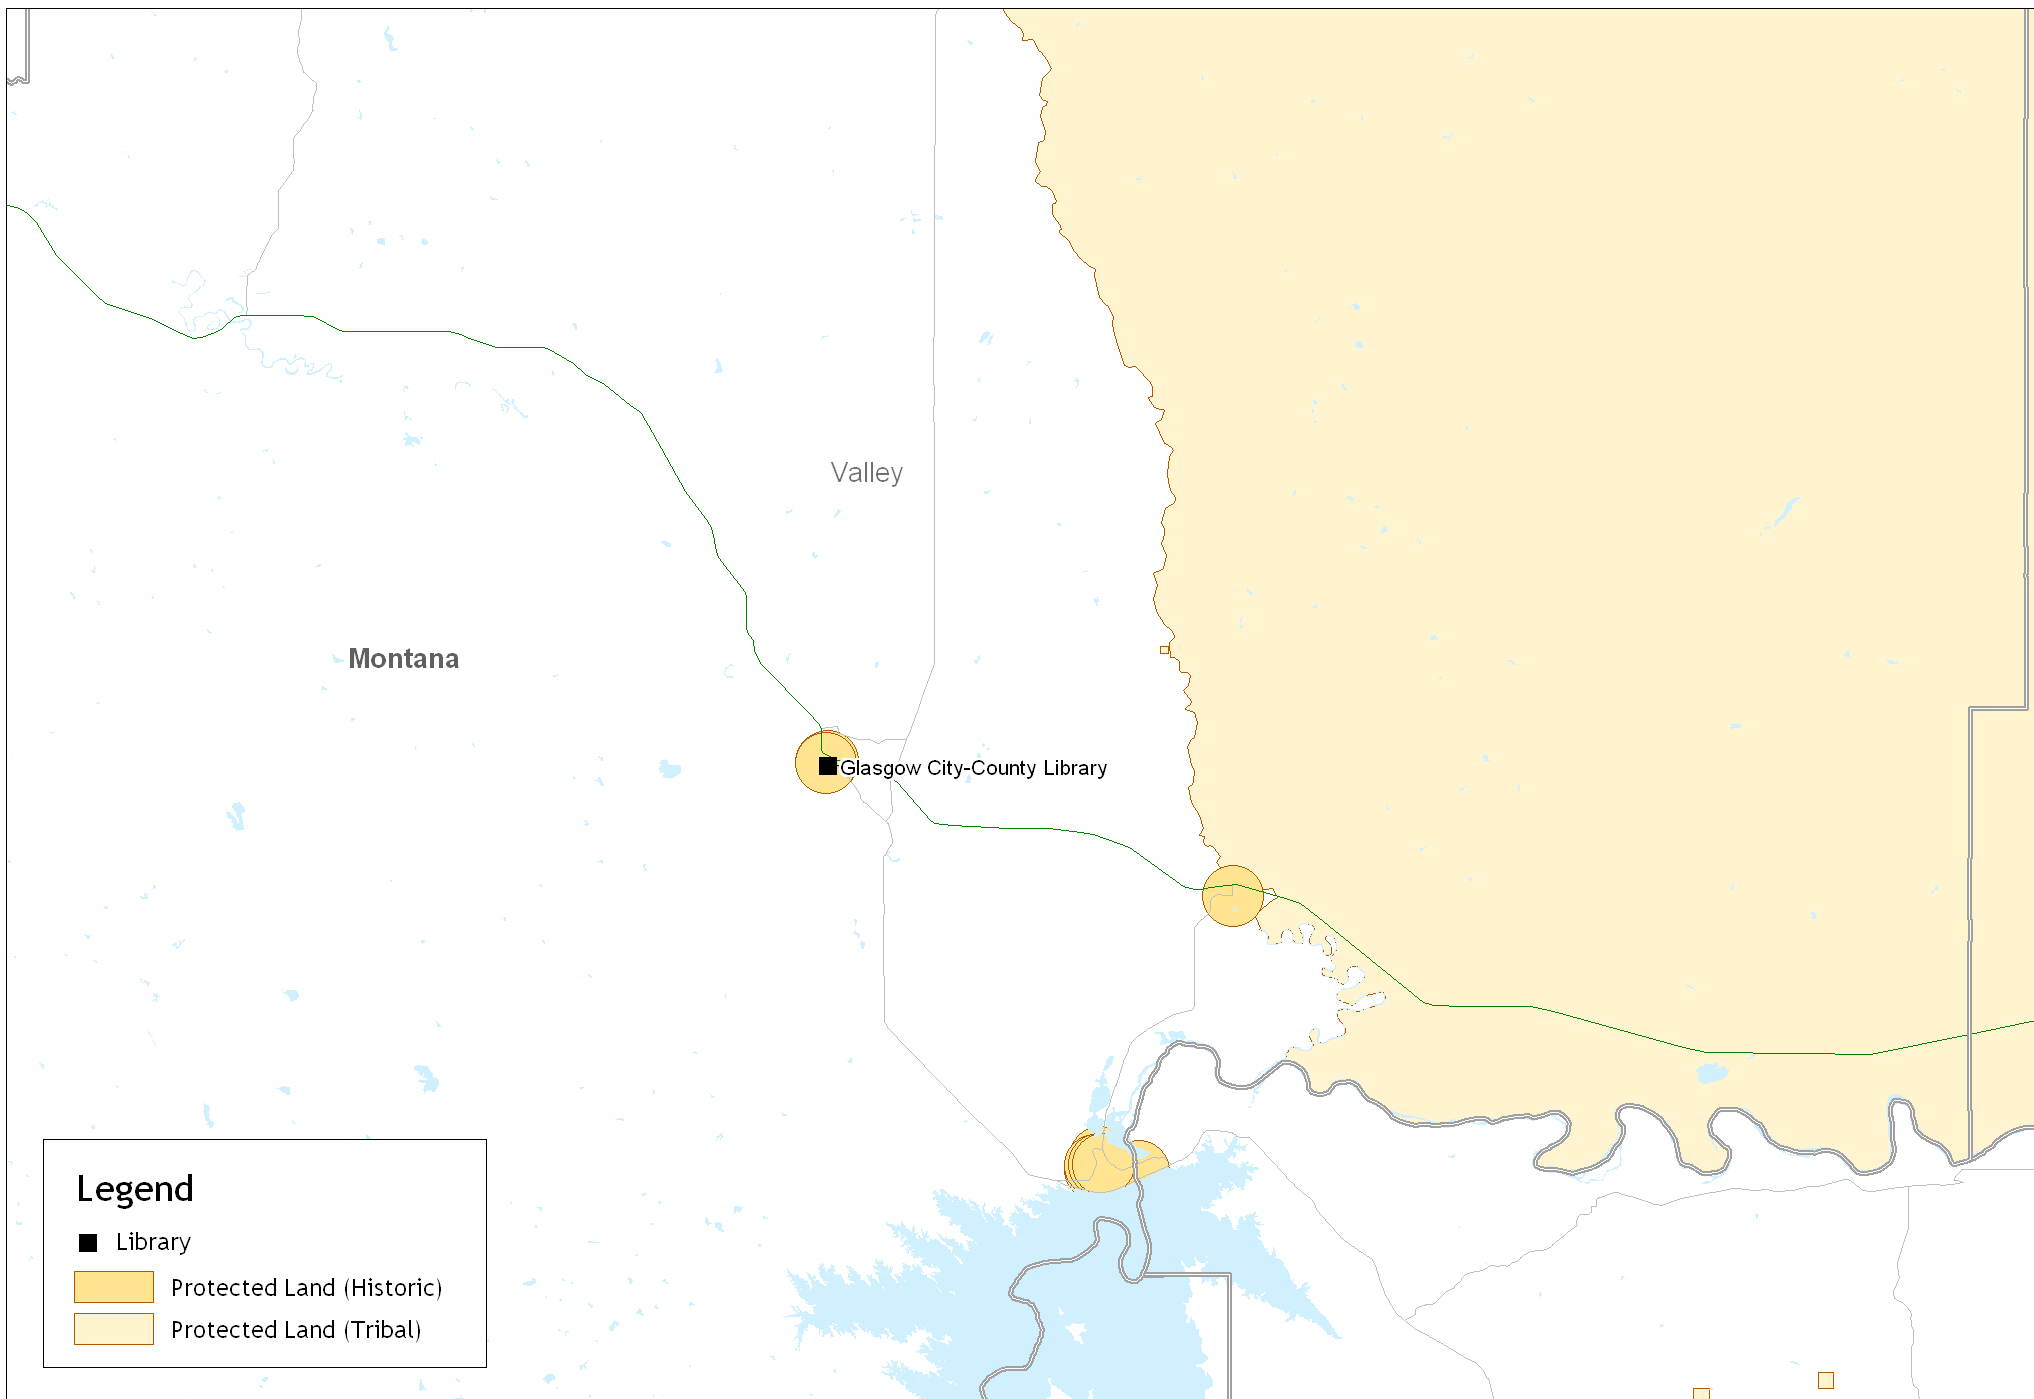 Valley
Montana
Glasgow City-County Library
Legend
Library
Protected Land (Historic)
Protected Land (Tribal)